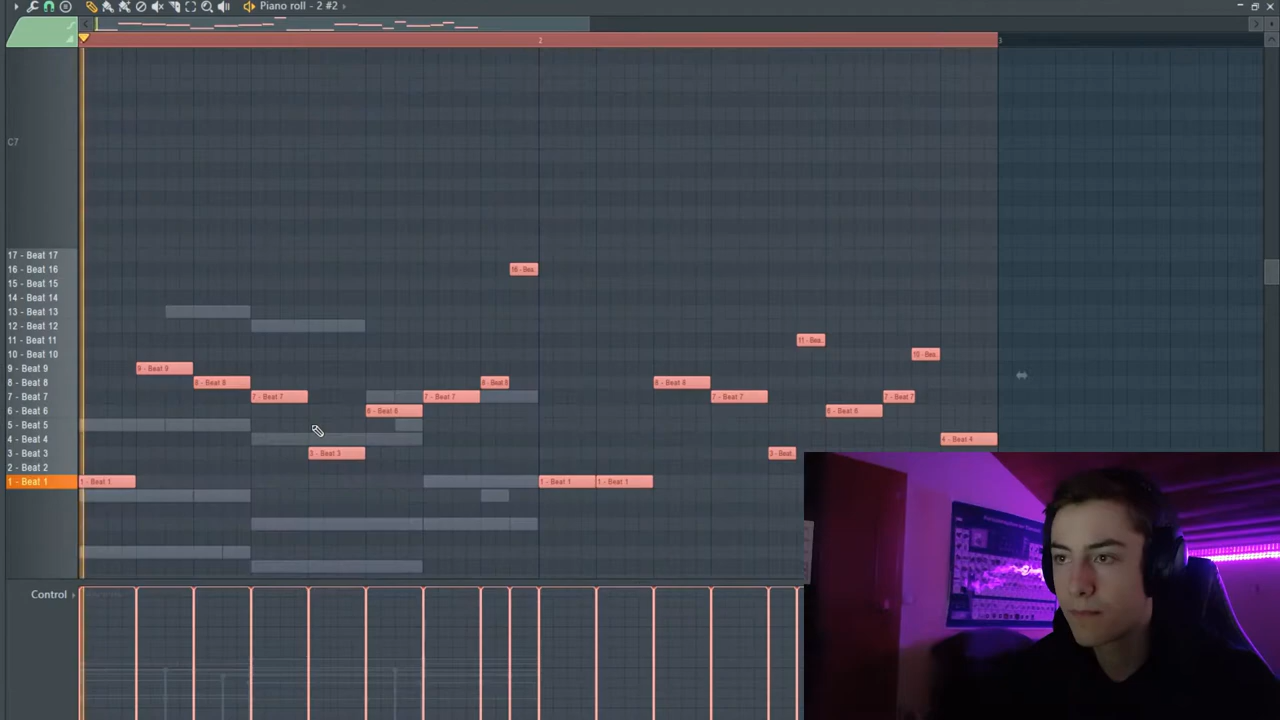 Piano roll - 2 #2
2
3
C7
17 - Beat 17
16 - Beat 16
16 - Bea..
15 - Beat 15
14 - Beat 14
13 - Beat 13
12 - Beat 12
11 - Beat 11
11 - Bea..
10 - Beat 10
10 - Bea..
9 - Beat 9
9 - Beat 9
8 - Beat 8
8 - Beat 8
8 - Beat 8
8 - Beat 8
7 - Beat 7
7 - Beat 7
7 - Beat 7
7 - Beat 7
7 - Beat 7
6 - Beat 6
6 - Beat 6
6 - Beat 6
5 - Beat 5
4 - Beat 4
4 - Beat 4
3 - Beat 3
3 - Beat 3
3 - Beat
2 - Beat 2
1 - Beat 1
1 - Beat 1
1 - Beat 1
1 - Beat 1
Control